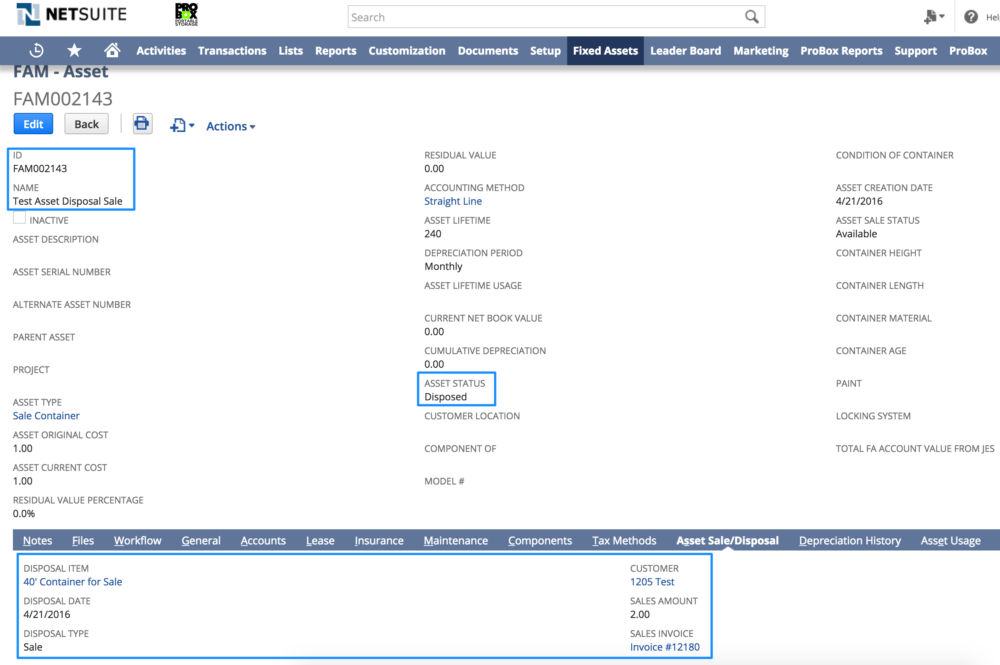 NETSUITE
PRO
BOX
PORTABLE
STORAGE
Search
Activities Transactions Lists Reports Customization Documents Setup Fixed Assets Leader Board Marketing ProBox Reports Support ProBox
FAM - Asset
FAM002143
Edit Back Actions
ID
FAM002143
NAME
Test Asset Disposal Sale
INACTIVE
ASSET DESCRIPTION
ASSET SERIAL NUMBER
ALTERNATE ASSET NUMBER
PARENT ASSET
PROJECT
ASSET TYPE
Sale Container
ASSET ORIGINAL COST
1.00
ASSET CURRENT COST
1.00
RESIDUAL VALUE PERCENTAGE
0.0%
RESIDUAL VALUE
0.00
ACCOUNTING METHOD
Straight Line
ASSET LIFETIME
240
DEPRECIATION PERIOD
Monthly
ASSET LIFETIME USAGE
CURRENT NET BOOK VALUE
0.00
CUMULATIVE DEPRECIATION
0.00
ASSET STATUS
Disposed
CUSTOMER LOCATION
COMPONENT OF
MODEL #
CONDITION OF CONTAINER
ASSET CREATION DATE
4/21/2016
ASSET SALE STATUS
Available
CONTAINER HEIGHT
CONTAINER LENGTH
CONTAINER MATERIAL
CONTAINER AGE
PAINT
LOCKING SYSTEM
TOTAL FA ACCOUNT VALUE FROM JES
Notes Files Workflow General Accounts Lease Insurance Maintenance Components Tax Methods Asset Sale/Disposal Depreciation History Asset Usage
DISPOSAL ITEM
40' Container for Sale
DISPOSAL DATE
4/21/2016
DISPOSAL TYPE
Sale
CUSTOMER
1205 Test
SALES AMOUNT
2.00
SALES INVOICE
Invoice #12180